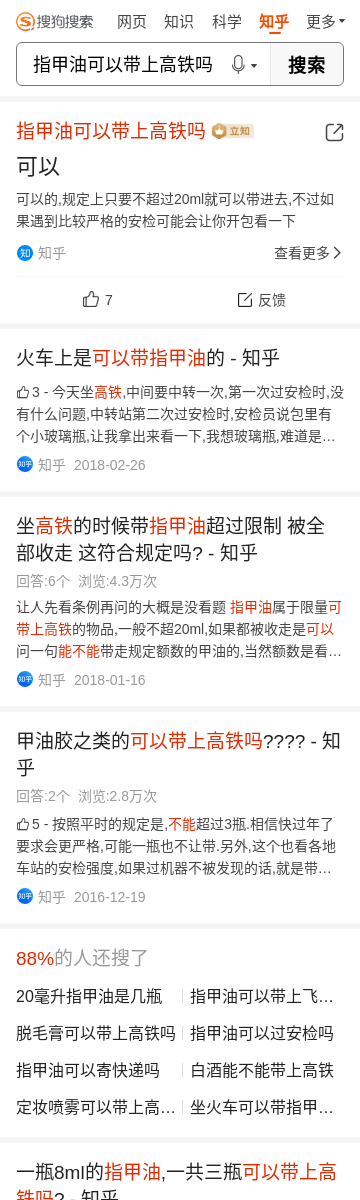 搜狗搜索 网页 知识 科学 知乎 更多
指甲油可以带上高铁吗 搜索
指甲油可以带上高铁吗 立知
可以
可以的,规定上只要不超过20ml就可以带进去,不过如
果遇到比较严格的安检可能会让你开包看一下
知 知乎 查看更多
7 反馈
火车上是可以带指甲油的 - 知乎
3 - 今天坐高铁,中间要中转一次,第一次过安检时,没
有什么问题,中转站第二次过安检时,安检员说包里有
个小玻璃瓶,让我拿出来看一下,我想玻璃瓶,难道是…
知乎 知乎 2018-02-26
坐高铁的时候带指甲油超过限制 被全
部收走 这符合规定吗? - 知乎
回答:6个 浏览:4.3万次
让人先看条例再问的大概是没看题 指甲油属于限量可
带上高铁的物品,一般不超20ml,如果都被收走是可以
问一句能不能带走规定额数的甲油的,当然额数是看…
知乎 知乎 2018-01-16
甲油胶之类的可以带上高铁吗???? - 知
乎
回答:2个 浏览:2.8万次
5 - 按照平时的规定是,不能超过3瓶.相信快过年了
要求会更严格,可能一瓶也不让带.另外,这个也看各地
车站的安检强度,如果过机器不被发现的话,就是带…
知乎 知乎 2016-12-19
88%的人还搜了
20毫升指甲油是几瓶 指甲油可以带上飞…
脱毛膏可以带上高铁吗 指甲油可以过安检吗
指甲油可以寄快递吗 白酒能不能带上高铁
定妆喷雾可以带上高… 坐火车可以带指甲…
一瓶8ml的指甲油,一共三瓶可以带上高
铁吗? - 知乎